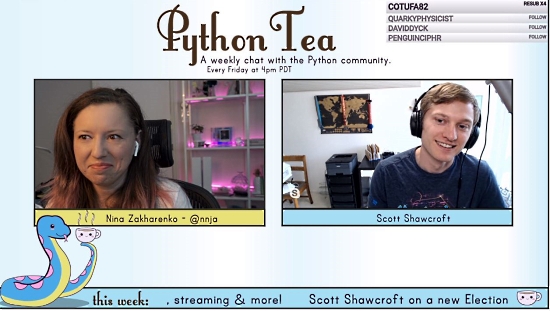 Python Tea
A weekly chat with the Python community.
Every Friday at 4pm PDT
COTUFA82 RESUB X4
QUARKYPHYSICIST FOLLOW
DAVIDDYCK FOLLOW
PENGUINCIPHR FOLLOW
Nina Zakharenko - @nnja
S
Scott Shawcroft
this week: , streaming & more! Scott Shawcroft on a new Election